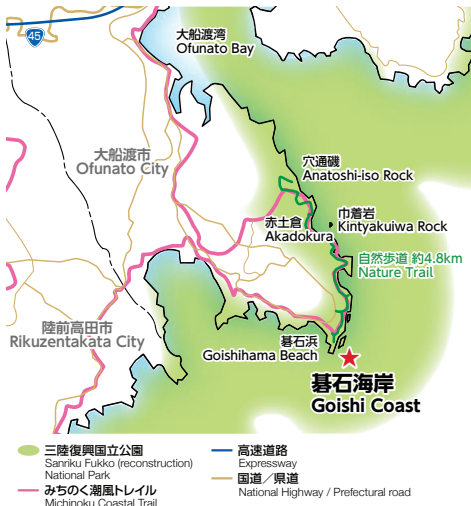 45
大船渡湾
Ofunato Bay
大船渡市
Ofunato City
穴通磯
Anatoshi-iso Rock
巾着岩
Kintyakuiwa Rock
赤土倉
Akadokura
自然歩道 約4.8km
Nature Trail
陸前高田市
Rikuzentakata City
碁石浜
Goishihama Beach
碁石海岸
Goishi Coast
三陸復興国立公園
Sanriku Fukko (reconstruction)
National Park
みちのく潮風トレイル
Michinoku Coastal Trail
高速道路
Expressway
国道／県道
National Highway / Prefectural road